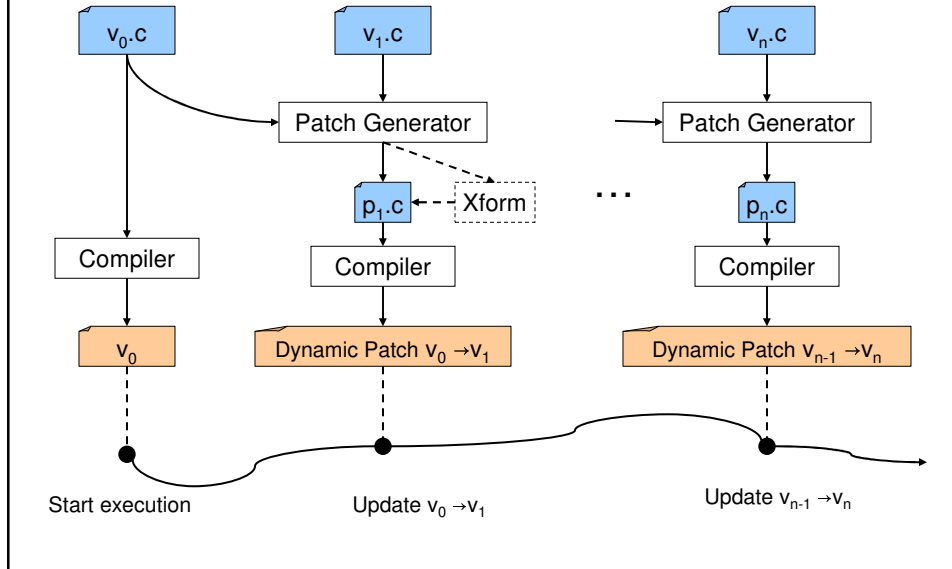 v₀.c
v₁.c
vₙ.c
Patch Generator
Patch Generator
p₁.c
Xform
...
pₙ.c
Compiler
Compiler
Compiler
v₀
Dynamic Patch v₀ →v₁
Dynamic Patch vₙ₋₁ →vₙ
Start execution
Update v₀ →v₁
Update vₙ₋₁ →vₙ